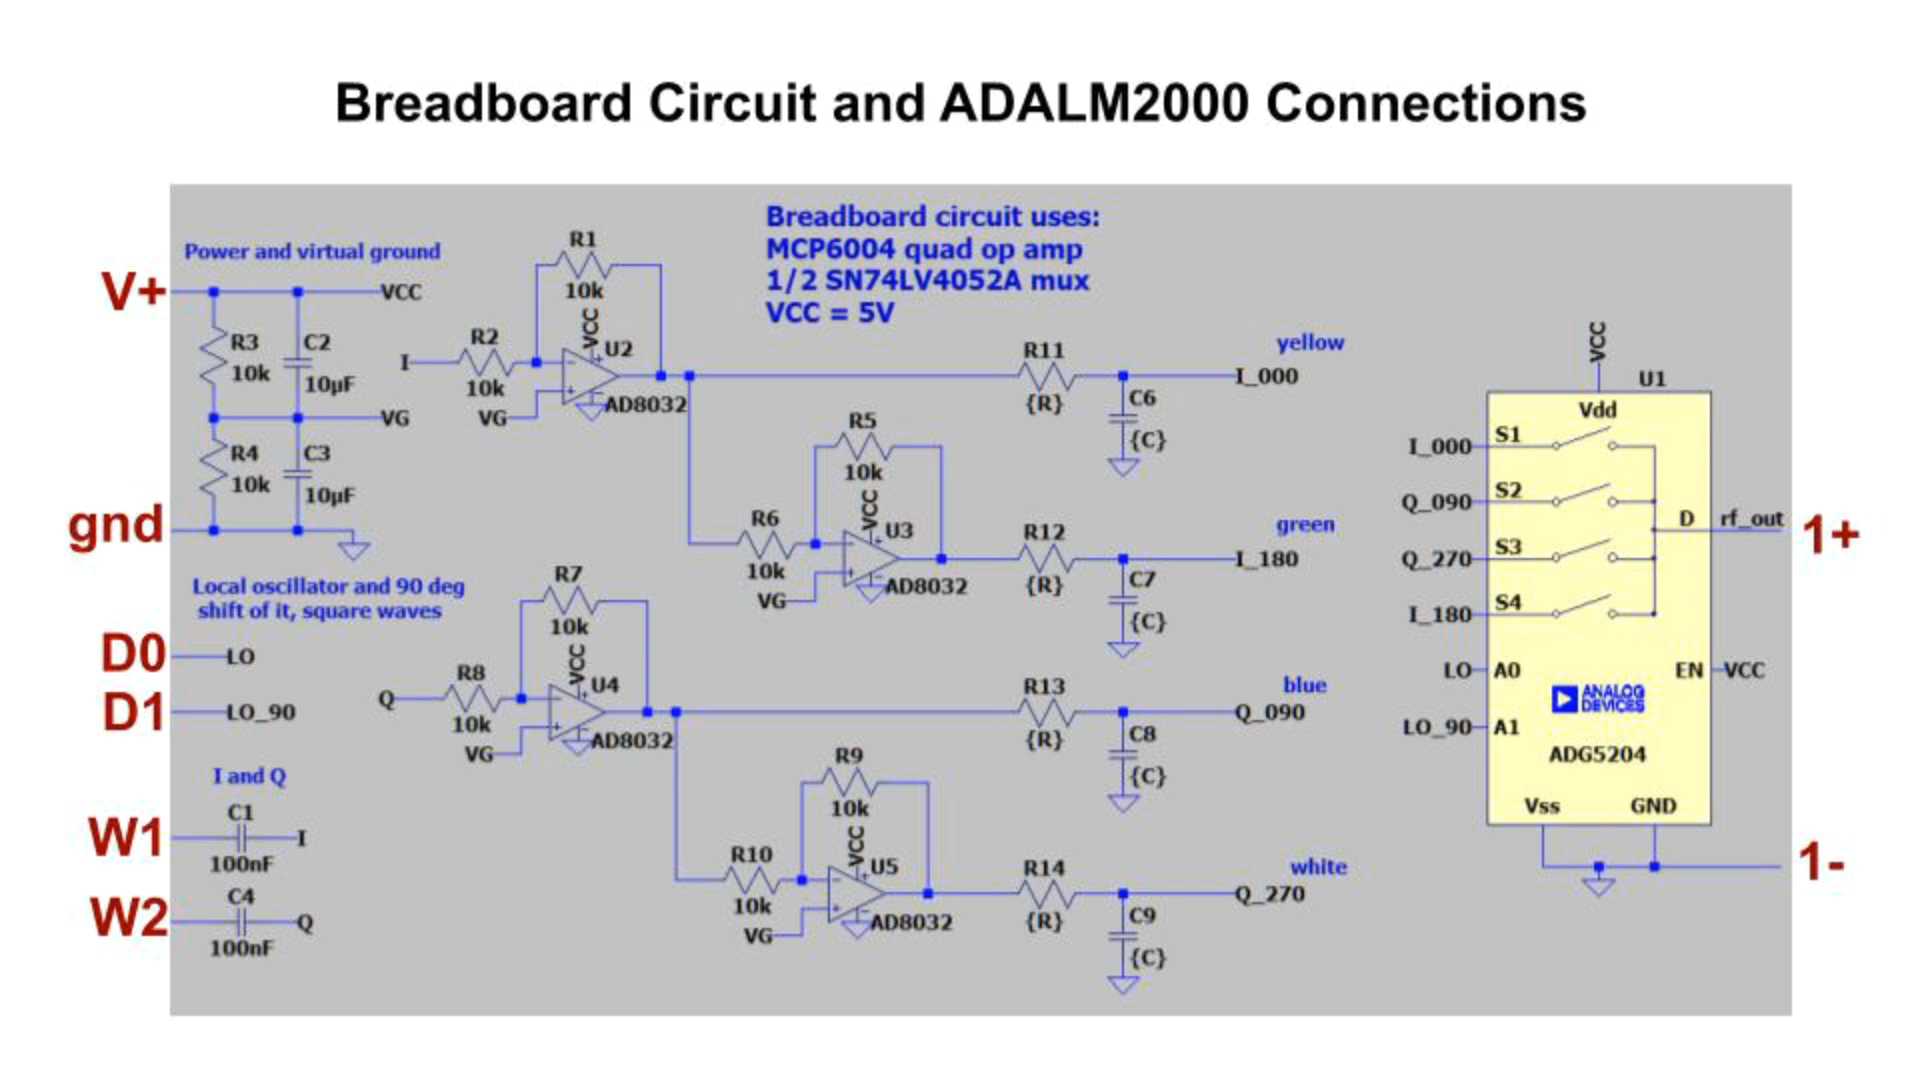 Breadboard Circuit and ADALM2000 Connections
Power and virtual ground
V+
VCC
R3
10k
C2
10µF
VG
R4
10k
C3
10µF
gnd
Local oscillator and 90 deg
shift of it, square waves
D0
LO
D1
LO_90
I and Q
W1
C1
100nF
I
W2
C4
100nF
Q
Breadboard circuit uses:
MCP6004 quad op amp
1/2 SN74LV4052A mux
VCC = 5V
R1
10k
I
R2
10k
VCC
U2
VG
AD8032
R11
{R}
yellow
I_000
C6
{C}
R5
10k
R6
10k
VCC
U3
VG
AD8032
R12
{R}
green
I_180
C7
{C}
R7
10k
Q
R8
10k
VCC
U4
VG
AD8032
R13
{R}
blue
Q_090
C8
{C}
R9
10k
R10
10k
VCC
U5
VG
AD8032
R14
{R}
white
Q_270
C9
{C}
VCC
U1
Vdd
I_000
S1
Q_090
S2
D
rf_out
1+
Q_270
S3
I_180
S4
LO
A0
EN
VCC
ANALOG
DEVICES
LO_90
A1
ADG5204
Vss
GND
1-